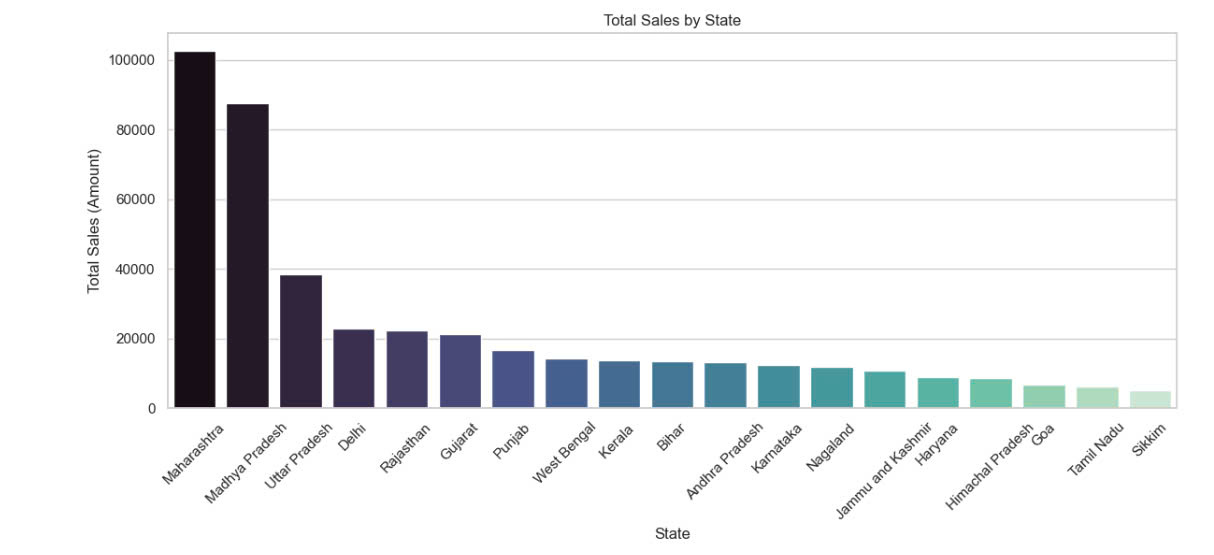 Total Sales by State
Total Sales (Amount)
100000
80000
60000
40000
20000
0
Maharashtra
Madhya Pradesh
Uttar Pradesh
Delhi
Rajasthan
Gujarat
Punjab
West Bengal
Kerala
Bihar
Andhra Pradesh
Karnataka
Nagaland
Jammu and Kashmir
Haryana
Himachal Pradesh
Goa
Tamil Nadu
Sikkim
State